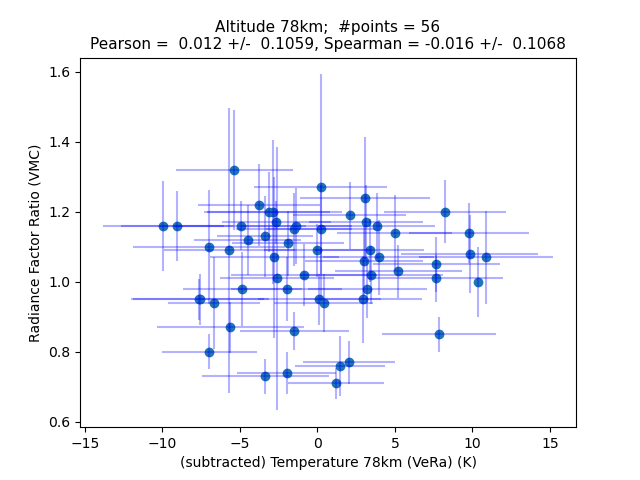 Altitude 78km;  #points = 56
Pearson =  0.012 +/-  0.1059, Spearman = -0.016 +/-  0.1068
Radiance Factor Ratio (VMC)
1.6
1.4
1.2
1.0
0.8
0.6
−15 −10 −5 0 5 10 15
(subtracted) Temperature 78km (VeRa) (K)